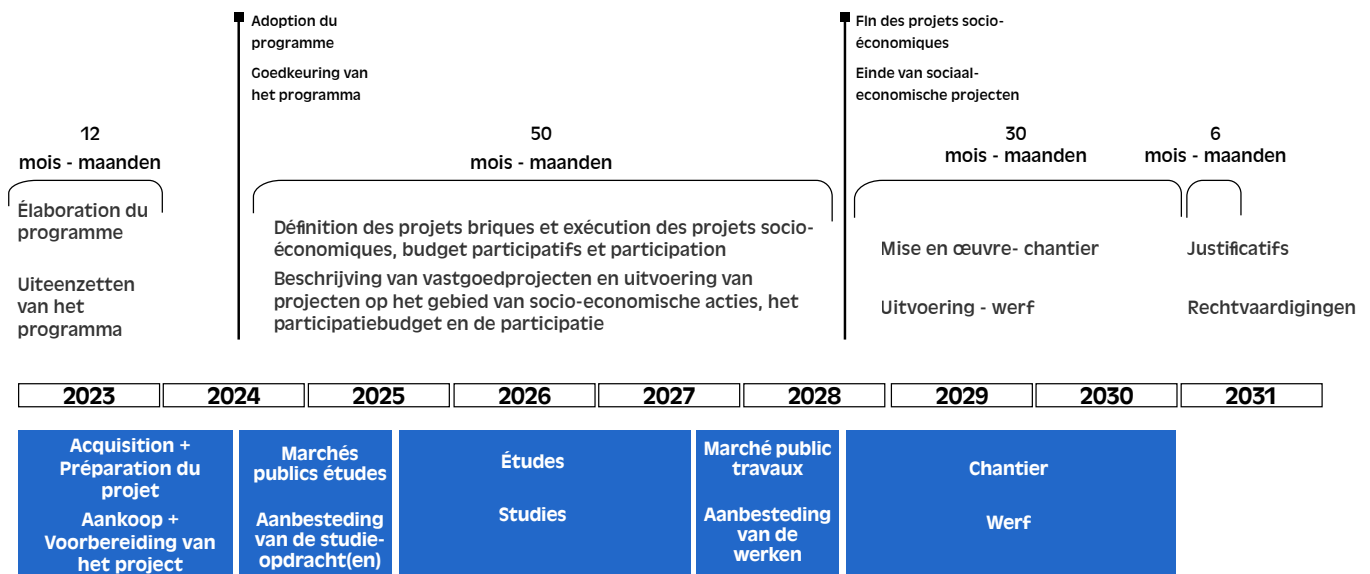 Adoption du
programme
Goedkeuring van
het programma
Fin des projets socio-
économiques
Einde van sociaal-
economische projecten
12
mois - maanden
50
mois - maanden
30
mois - maanden
6
mois - maanden
Élaboration du
programme
Uiteenzetten
van het
programma
Définition des projets briques et exécution des projets socio-
économiques, budget participatifs et participation
Beschrijving van vastgoedprojecten en uitvoering van
projecten op het gebied van socio-economische acties, het
participatiebudget en de participatie
Mise en œuvre- chantier
Uitvoering - werf
Justificatifs
Rechtvaardigingen
2023
2024
2025
2026
2027
2028
2029
2030
2031
Acquisition +
Préparation du
projet
Aankoop +
Voorbereiding van
het project
Marchés
publics études
Aanbesteding
van de studie-
opdracht(en)
Études
Studies
Marché public
travaux
Aanbesteding
van de
werken
Chantier
Werf